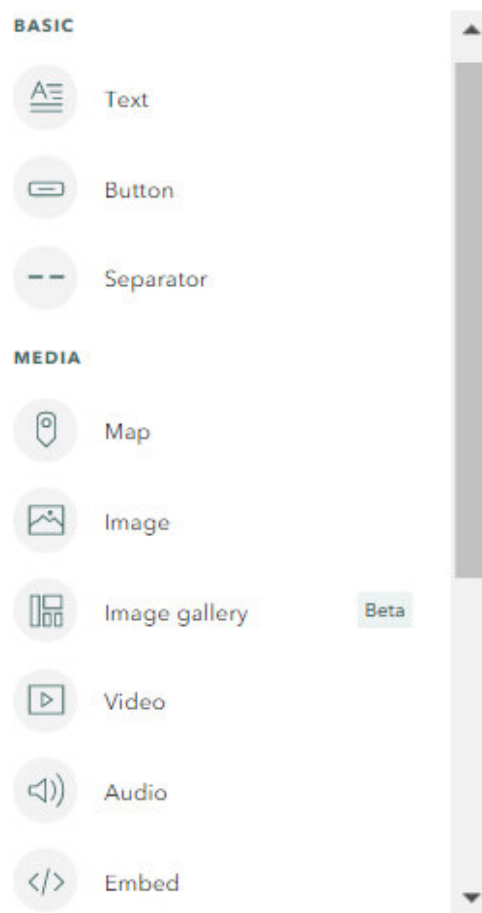 BASIC
Text
Button
Separator
MEDIA
Map
Image
Image gallery Beta
Video
Audio
Embed